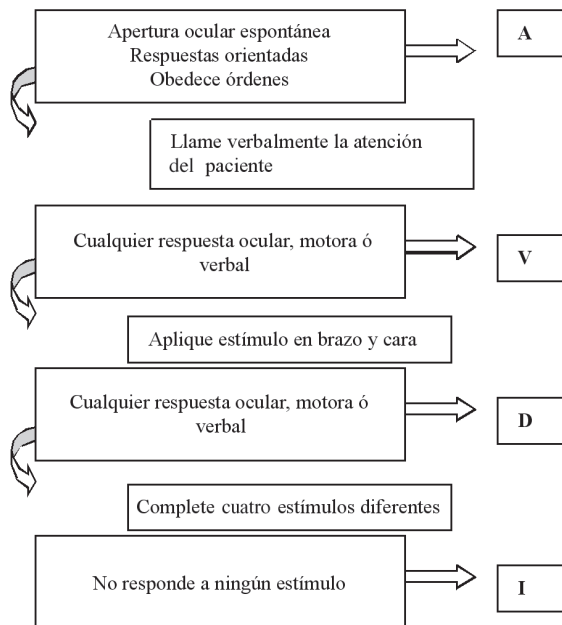 Apertura ocular espontánea
Respuestas orientadas
Obedece órdenes
A
Llame verbalmente la atención
del paciente
Cualquier respuesta ocular, motora ó
verbal
V
Aplique estímulo en brazo y cara
Cualquier respuesta ocular, motora ó
verbal
D
Complete cuatro estímulos diferentes
No responde a ningún estímulo
I